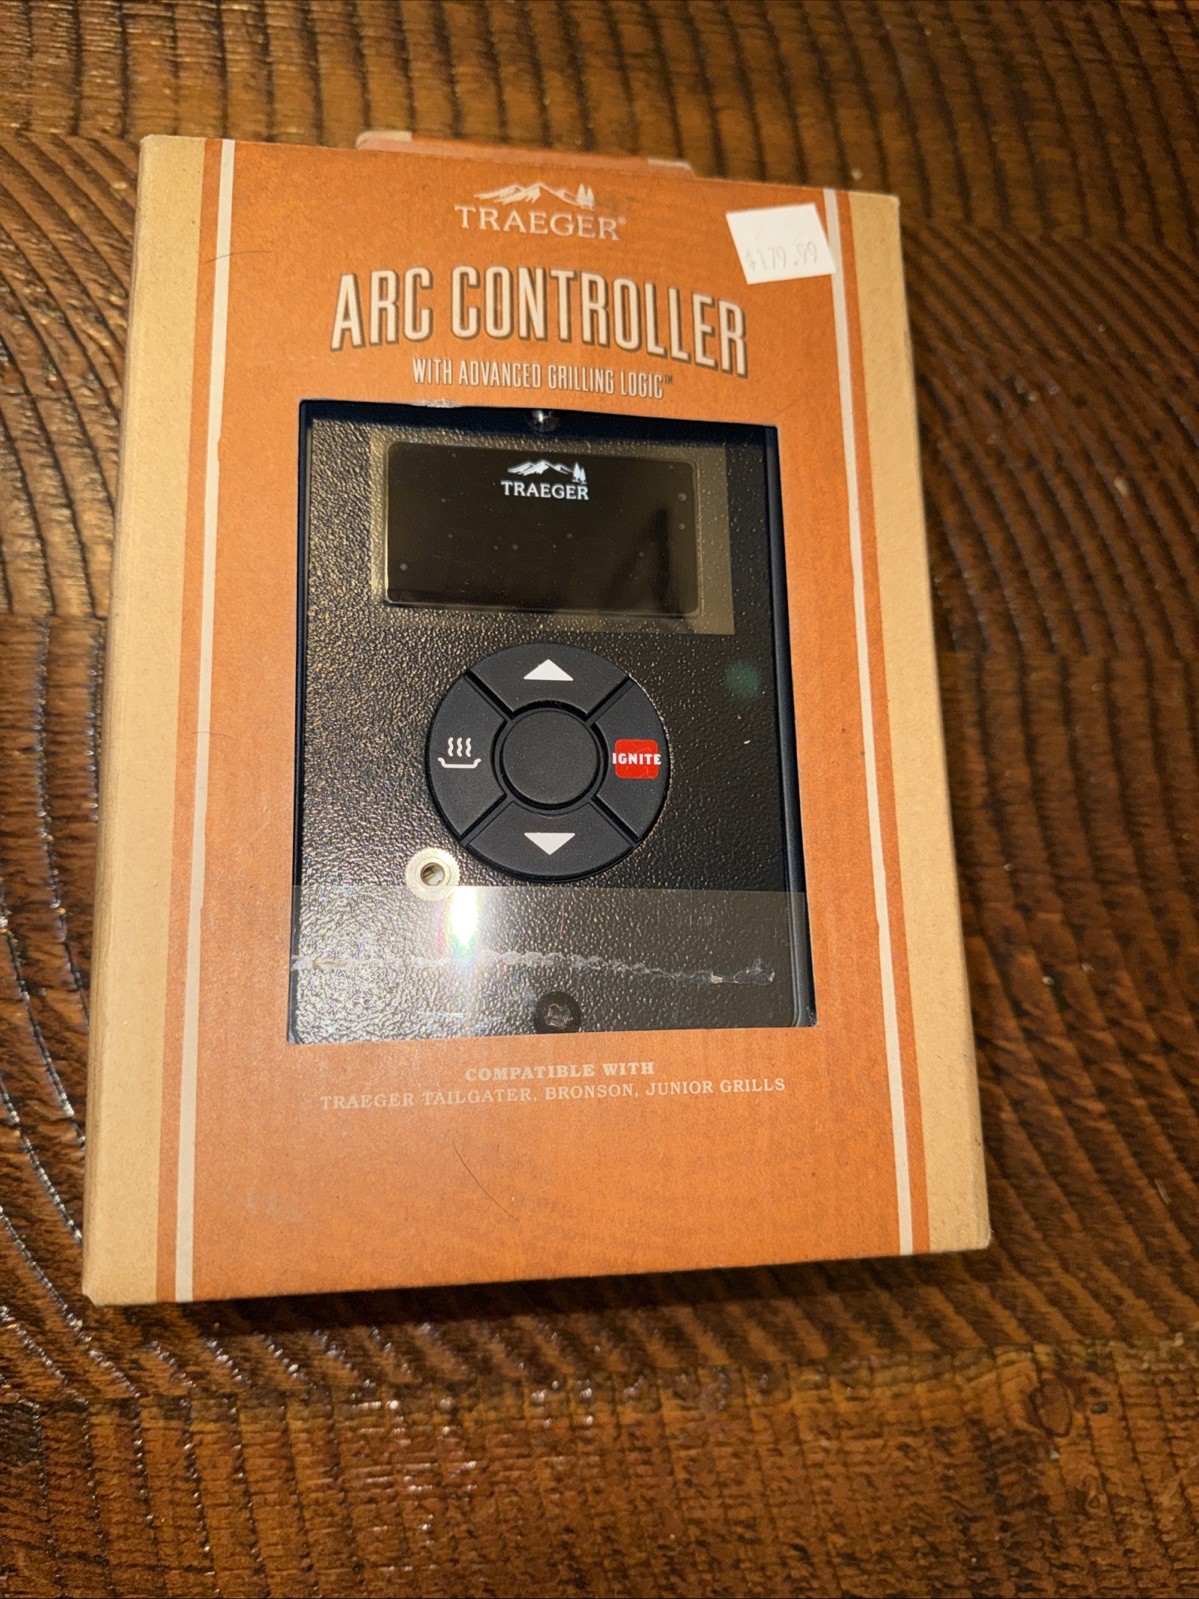 TRAEGER®
$179.99
ARC CONTROLLER
WITH ADVANCED GRILLING LOGIC™
TRAEGER
IGNITE
COMPATIBLE WITH
TRAEGER TAILGATER, BRONSON, JUNIOR GRILLS